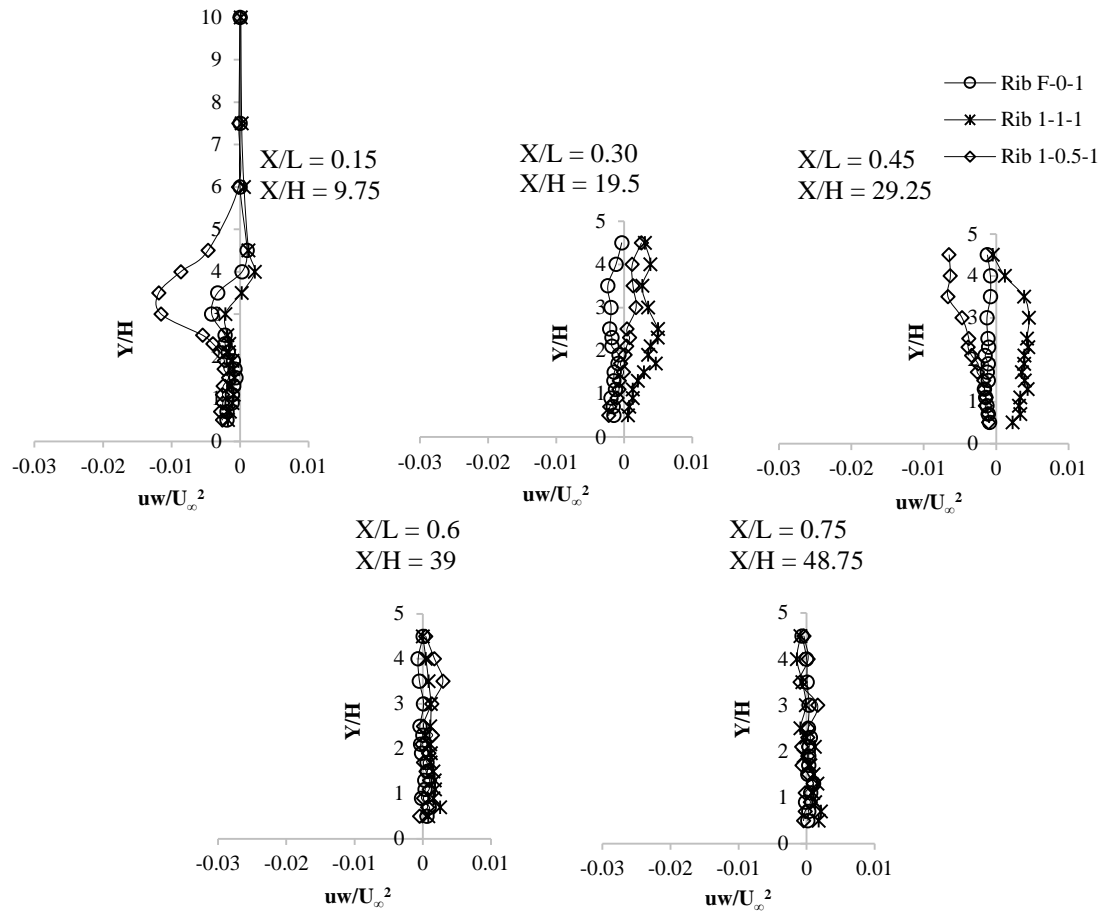 10
9
8
7
6
5
4
3
2
1
0
Y/H
-0.03 -0.02 -0.01 0 0.01
uw/U∞²
X/L = 0.15
X/H = 9.75
X/L = 0.30
X/H = 19.5
5
4
3
2
1
0
Y/H
-0.03 -0.02 -0.01 0 0.01
uw/U∞²
Rib F-0-1
Rib 1-1-1
Rib 1-0.5-1
X/L = 0.45
X/H = 29.25
5
4
3
2
1
0
Y/H
-0.03 -0.02 -0.01 0 0.01
uw/U∞²
X/L = 0.6
X/H = 39
5
4
3
2
1
0
Y/H
-0.03 -0.02 -0.01 0 0.01
uw/U∞²
X/L = 0.75
X/H = 48.75
5
4
3
2
1
0
Y/H
-0.03 -0.02 -0.01 0 0.01
uw/U∞²